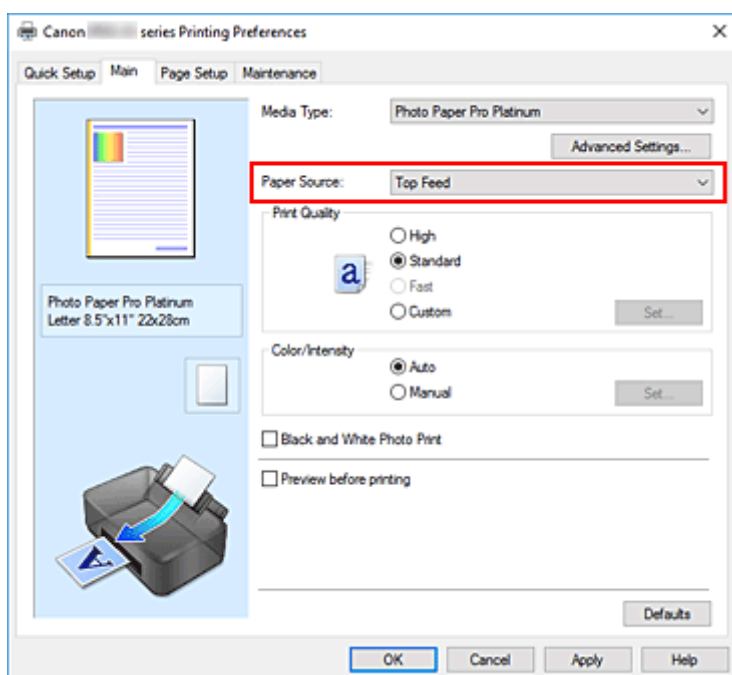 Canon series Printing Preferences
Quick Setup Main Page Setup Maintenance
Media Type: Photo Paper Pro Platinum
Advanced Settings...
Paper Source: Top Feed
Print Quality
High
Standard
Fast
Custom
Set...
a
Photo Paper Pro Platinum
Letter 8.5"x11" 22x28cm
Color/Intensity
Auto
Manual
Set...
Black and White Photo Print
Preview before printing
A
Defaults
OK Cancel Apply Help